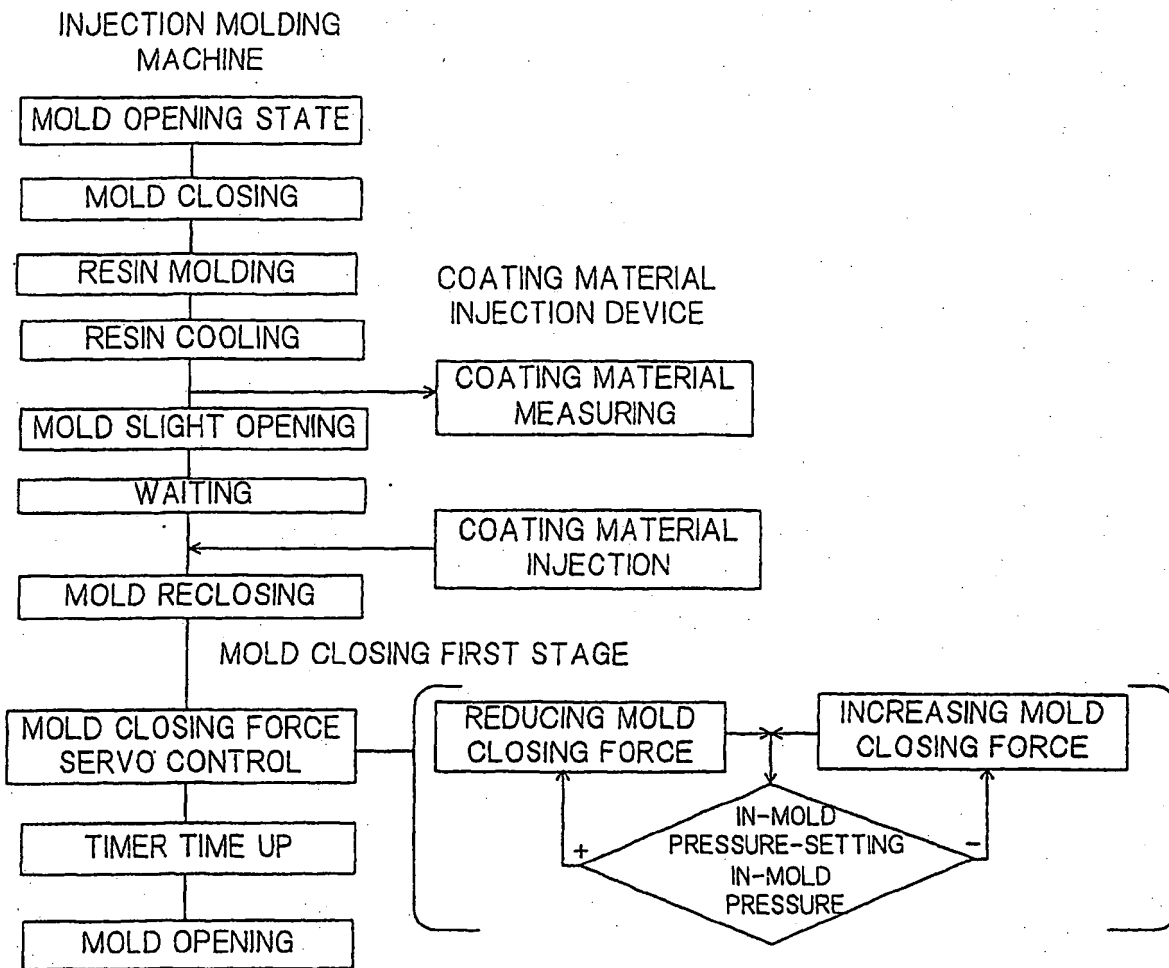 INJECTION MOLDING
MACHINE
MOLD OPENING STATE
MOLD CLOSING
RESIN MOLDING
RESIN COOLING
COATING MATERIAL
INJECTION DEVICE
COATING MATERIAL
MEASURING
MOLD SLIGHT OPENING
WAITING
COATING MATERIAL
INJECTION
MOLD RECLOSING
MOLD CLOSING FIRST STAGE
MOLD CLOSING FORCE
SERVO CONTROL
REDUCING MOLD
CLOSING FORCE
INCREASING MOLD
CLOSING FORCE
IN-MOLD
PRESSURE-SETTING
IN-MOLD
PRESSURE
+
-
TIMER TIME UP
MOLD OPENING